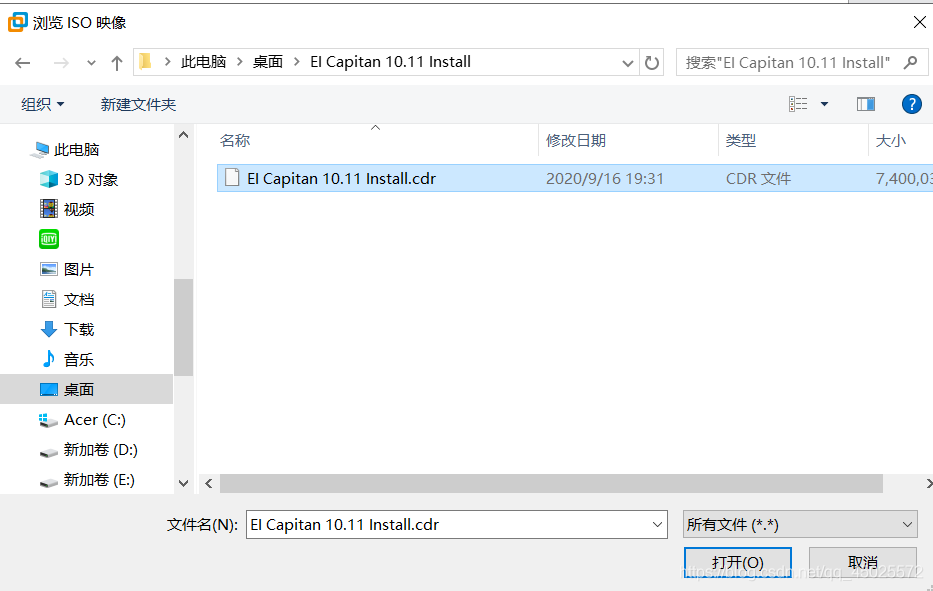 浏览 ISO 映像
此电脑 > 桌面 > El Capitan 10.11 Install
搜索"El Capitan 10.11 Install"
组织 新建文件夹
名称 修改日期 类型 大小
El Capitan 10.11 Install.cdr 2020/9/16 19:31 CDR 文件 7,400,03
此电脑
3D 对象
视频
QIY
图片
文档
下载
音乐
桌面
Acer (C:)
新加卷 (D:)
新加卷 (E:)
文件名(N): El Capitan 10.11 Install.cdr 所有文件 (*.*)
打开(O) 取消
https://blog.csdn.net/qq_43025572